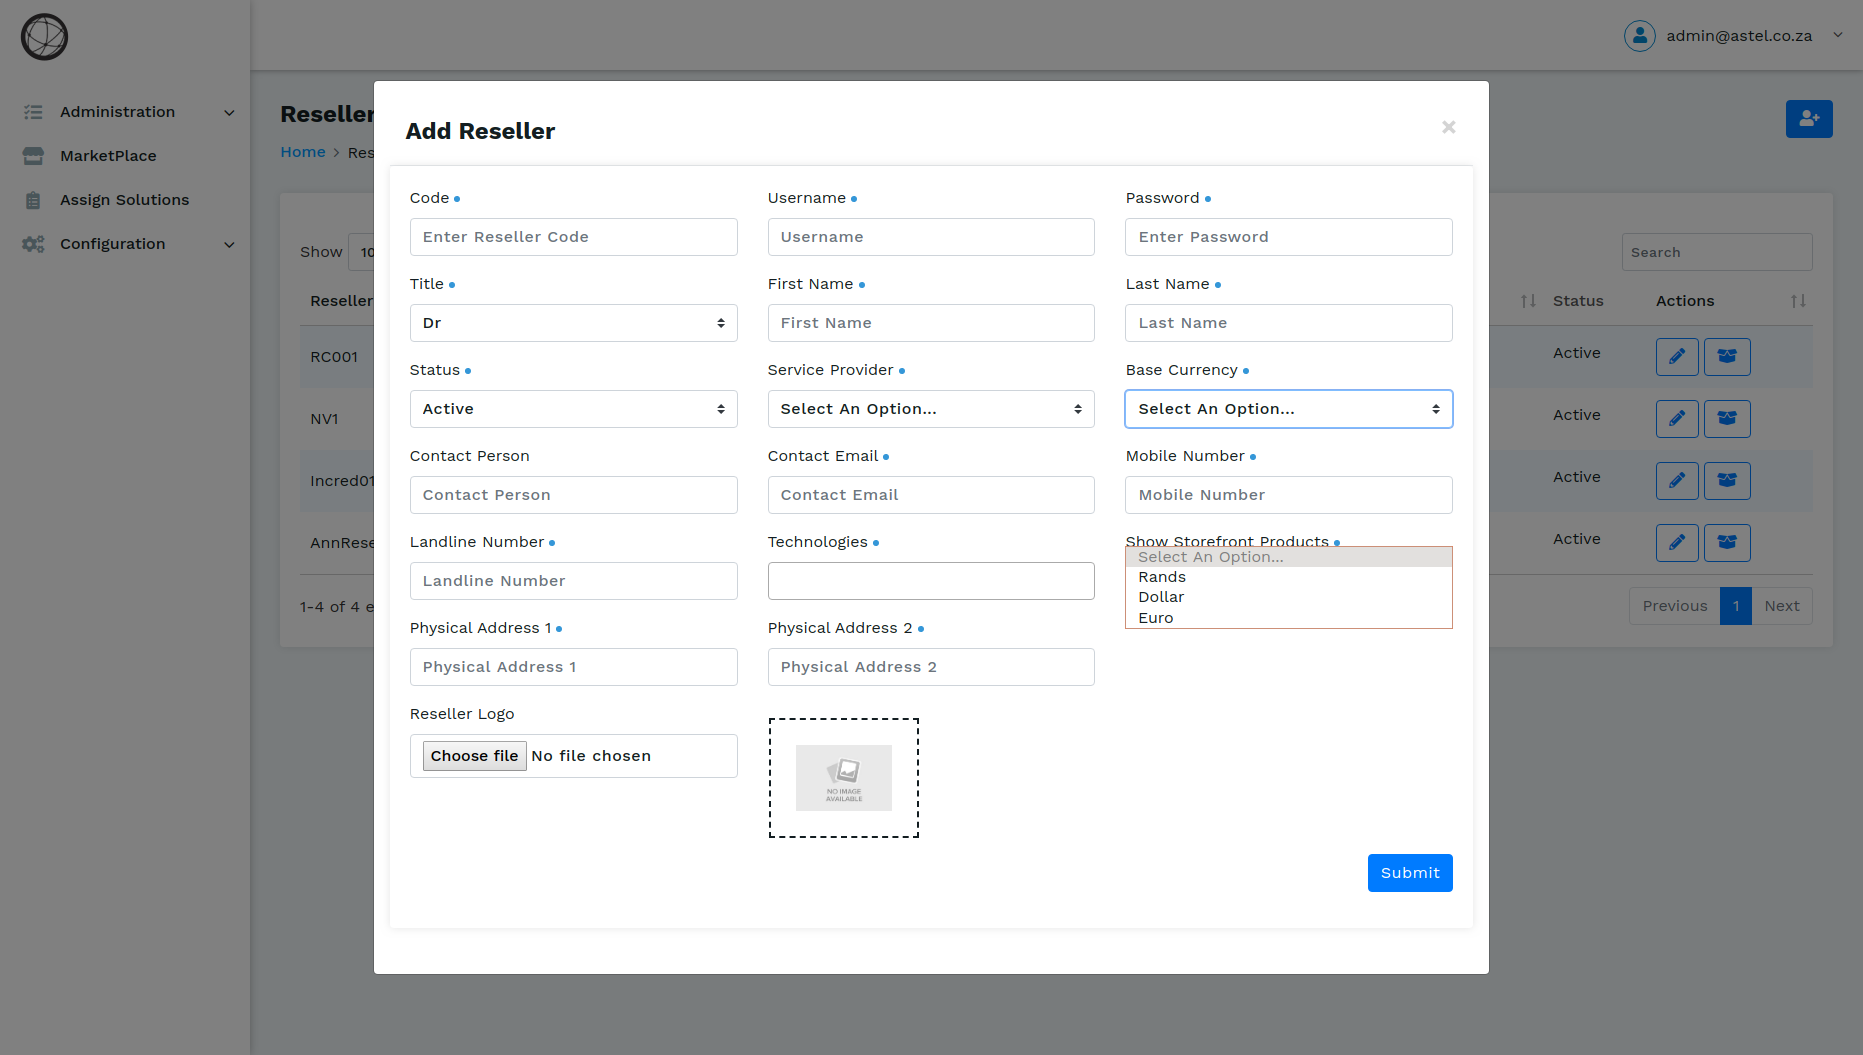 admin@astel.co.za
Administration
MarketPlace
Assign Solutions
Configuration
Reseller
Home > Res
Show 10
Search
Reseller
Status Actions
RC001 Active
NV1 Active
Incred01 Active
AnnRese Active
1-4 of 4 e
Previous 1 Next
Add Reseller
×
Code Username Password
Enter Reseller Code Username Enter Password
Title First Name Last Name
Dr First Name Last Name
Status Service Provider Base Currency
Active Select An Option... Select An Option...
Contact Person Contact Email Mobile Number
Contact Person Contact Email Mobile Number
Landline Number Technologies Show Storefront Products
Landline Number
Select An Option...
Rands
Dollar
Euro
Physical Address 1 Physical Address 2
Physical Address 1 Physical Address 2
Reseller Logo
Choose file No file chosen
NO IMAGE
AVAILABLE
Submit